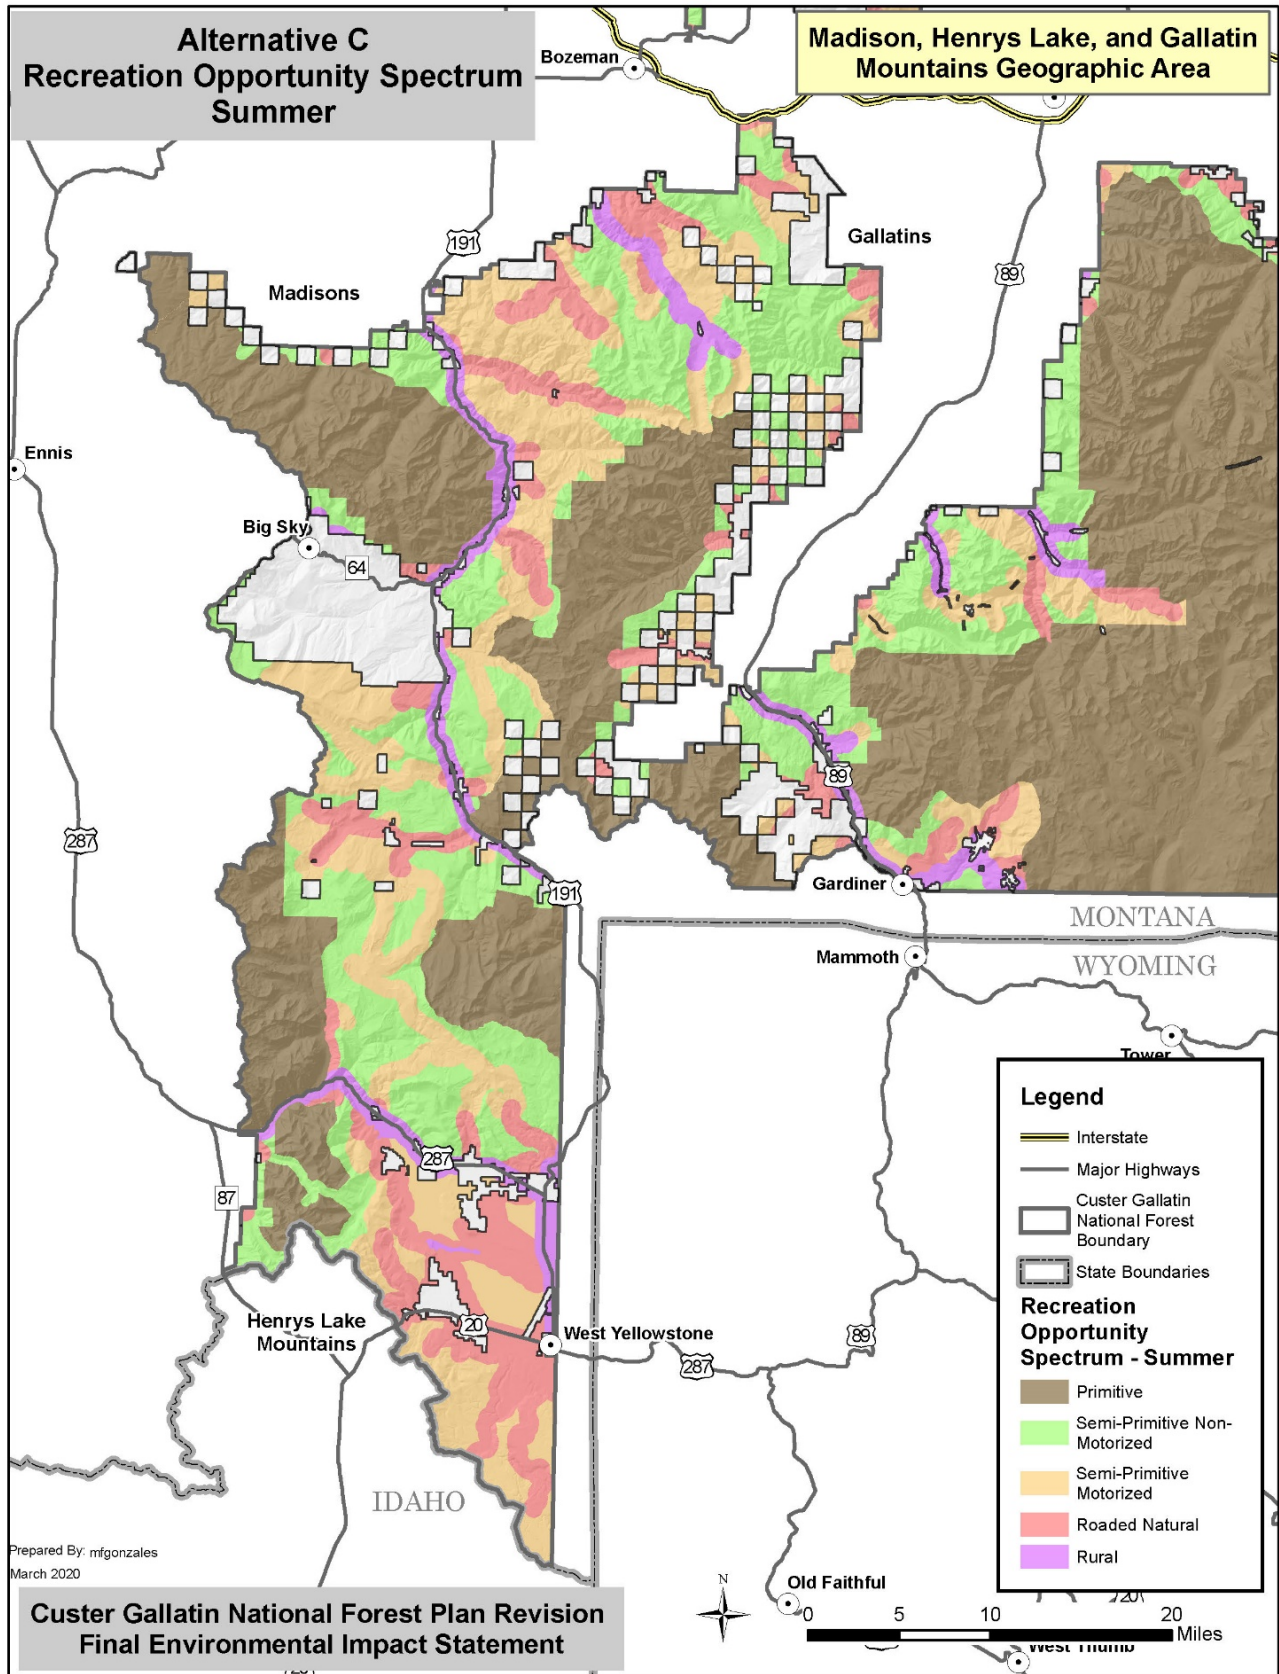 Alternative C
Recreation Opportunity Spectrum
Summer
Madison, Henrys Lake, and Gallatin
Mountains Geographic Area
Bozeman
191
Gallatins
89
Madisons
Ennis
Big Sky
64
287
89
191
Gardiner
MONTANA
Mammoth
WYOMING
Tower
287
87
Henrys Lake
Mountains
20
West Yellowstone
287
89
IDAHO
Old Faithful
West Thumb
Legend
Interstate
Major Highways
Custer Gallatin
National Forest
Boundary
State Boundaries
Recreation
Opportunity
Spectrum - Summer
Primitive
Semi-Primitive Non-
Motorized
Semi-Primitive
Motorized
Roaded Natural
Rural
Prepared By: mfgonzales
March 2020
N
0 5 10 20
Miles
Custer Gallatin National Forest Plan Revision
Final Environmental Impact Statement